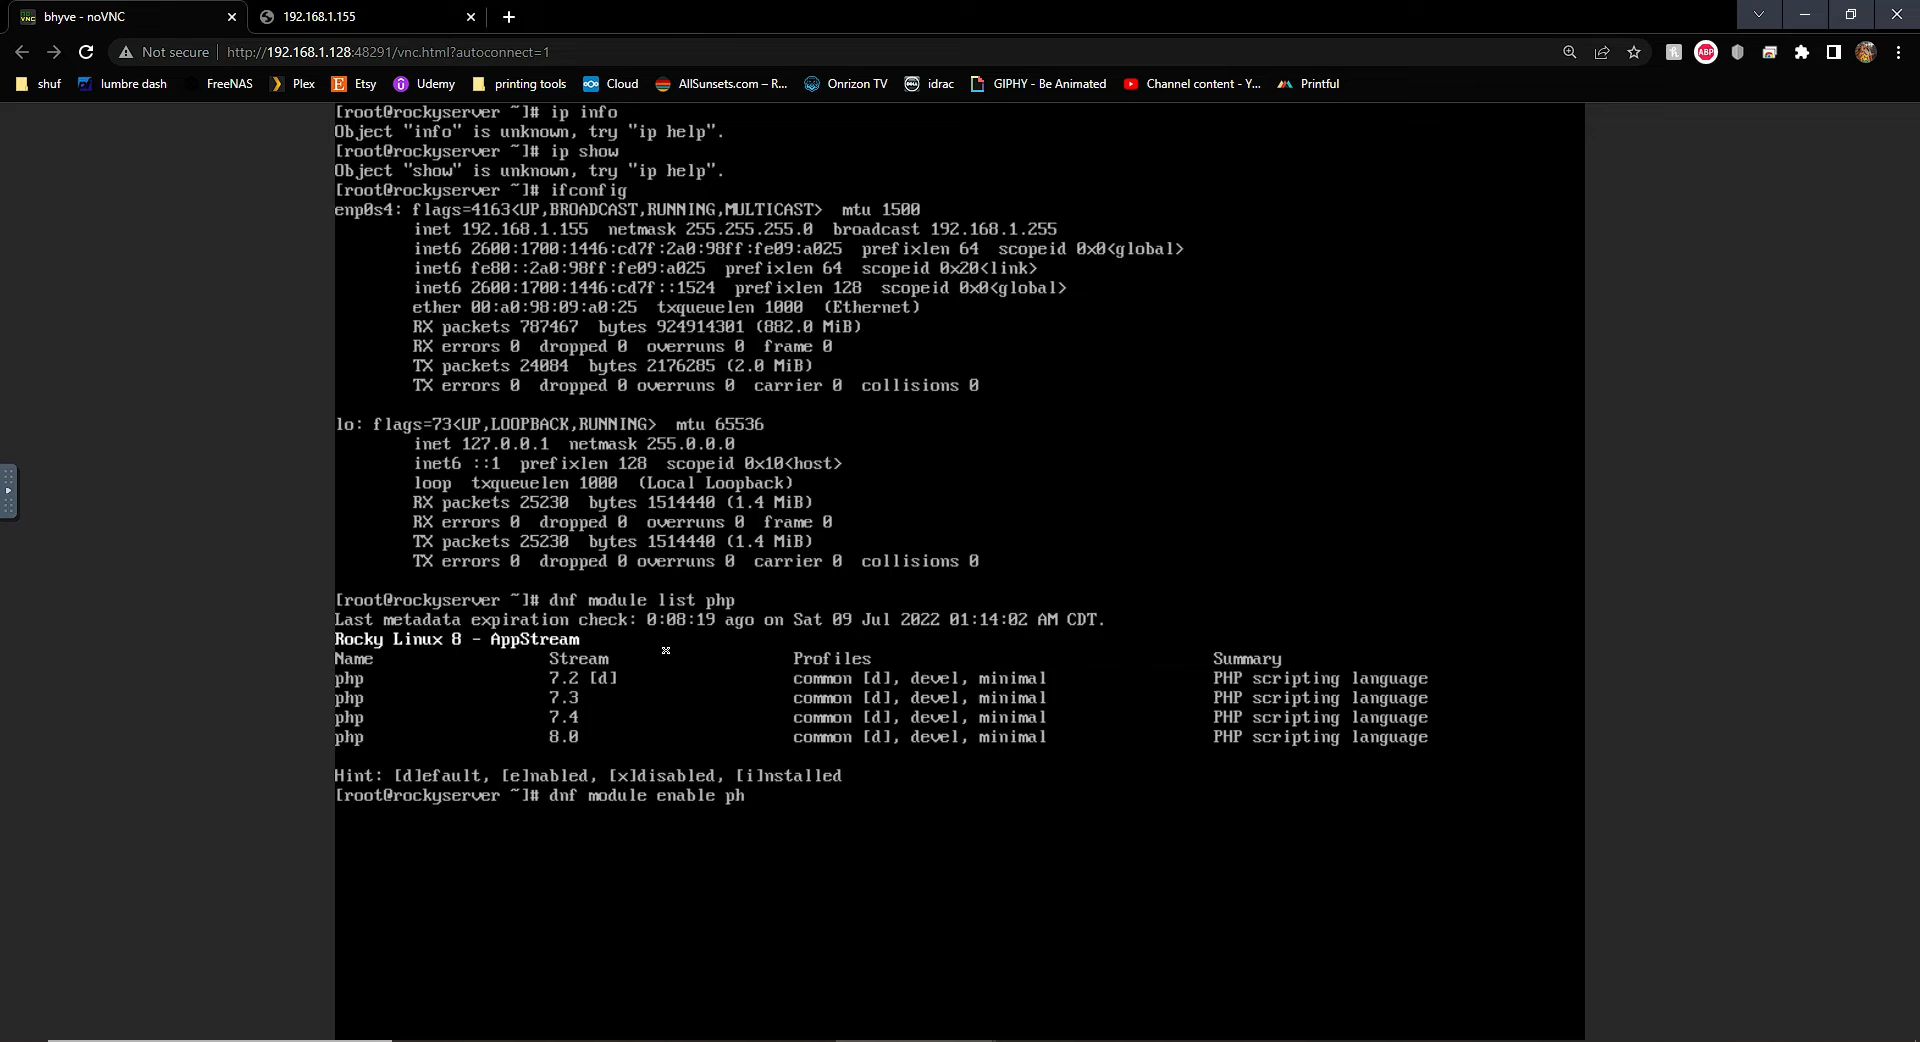 bhyve - noVNC
192.168.1.155
Not secure
http://192.168.1.128:48291/vnc.html?autoconnect=1
ABP
shuf
lumbre dash
FreeNAS
Plex
Etsy
Udemy
printing tools
Cloud
AllSunsets.com – R...
Onrizon TV
idrac
GIPHY - Be Animated
Channel content - Y...
Printful
[root@rockyserver ~]# ip info
Object "info" is unknown, try "ip help".
[root@rockyserver ~]# ip show
Object "show" is unknown, try "ip help".
[root@rockyserver ~]# ifconfig
enp0s4: flags=4163<UP,BROADCAST,RUNNING,MULTICAST>  mtu 1500
        inet 192.168.1.155  netmask 255.255.255.0  broadcast 192.168.1.255
        inet6 2600:1700:1446:cd7f:2a0:98ff:fe09:a025  prefixlen 64  scopeid 0x0<global>
        inet6 fe80::2a0:98ff:fe09:a025  prefixlen 64  scopeid 0x20<link>
        inet6 2600:1700:1446:cd7f::1524  prefixlen 128  scopeid 0x0<global>
        ether 00:a0:98:09:a0:25  txqueuelen 1000  (Ethernet)
        RX packets 787467  bytes 924914301 (882.0 MiB)
        RX errors 0  dropped 0  overruns 0  frame 0
        TX packets 24084  bytes 2176285 (2.0 MiB)
        TX errors 0  dropped 0 overruns 0  carrier 0  collisions 0
lo: flags=73<UP,LOOPBACK,RUNNING>  mtu 65536
        inet 127.0.0.1  netmask 255.0.0.0
        inet6 ::1  prefixlen 128  scopeid 0x10<host>
        loop  txqueuelen 1000  (Local Loopback)
        RX packets 25230  bytes 1514440 (1.4 MiB)
        RX errors 0  dropped 0  overruns 0  frame 0
        TX packets 25230  bytes 1514440 (1.4 MiB)
        TX errors 0  dropped 0 overruns 0  carrier 0  collisions 0
[root@rockyserver ~]# dnf module list php
Last metadata expiration check: 0:08:19 ago on Sat 09 Jul 2022 01:14:02 AM CDT.
Rocky Linux 8 - AppStream
Name Stream Profiles Summary
php 7.2 [d] common [d], devel, minimal PHP scripting language
php 7.3 common [d], devel, minimal PHP scripting language
php 7.4 common [d], devel, minimal PHP scripting language
php 8.0 common [d], devel, minimal PHP scripting language
Hint: [d]efault, [e]nabled, [x]disabled, [i]nstalled
[root@rockyserver ~]# dnf module enable ph